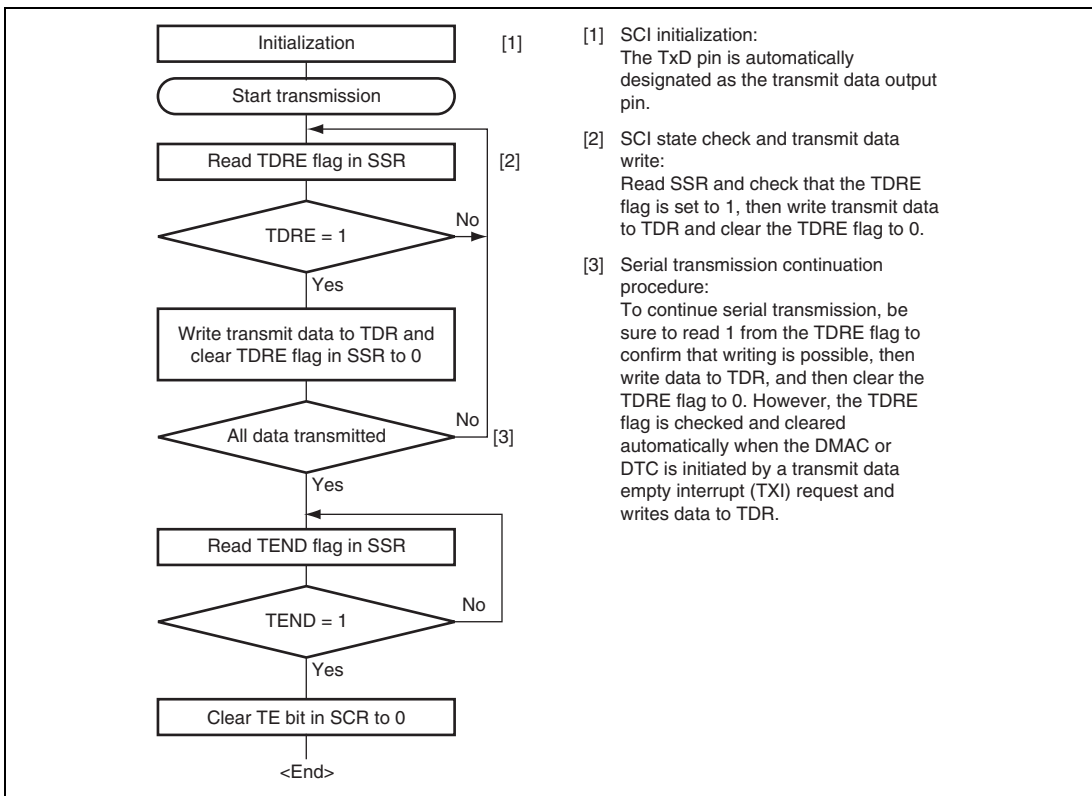 Initialization
[1]
Start transmission
Read TDRE flag in SSR
[2]
No
TDRE = 1
Yes
Write transmit data to TDR and
clear TDRE flag in SSR to 0
No
All data transmitted
[3]
Yes
Read TEND flag in SSR
No
TEND = 1
Yes
Clear TE bit in SCR to 0
<End>
[1] SCI initialization:
The TxD pin is automatically
designated as the transmit data output
pin.
[2] SCI state check and transmit data
write:
Read SSR and check that the TDRE
flag is set to 1, then write transmit data
to TDR and clear the TDRE flag to 0.
[3] Serial transmission continuation
procedure:
To continue serial transmission, be
sure to read 1 from the TDRE flag to
confirm that writing is possible, then
write data to TDR, and then clear the
TDRE flag to 0. However, the TDRE
flag is checked and cleared
automatically when the DMAC or
DTC is initiated by a transmit data
empty interrupt (TXI) request and
writes data to TDR.